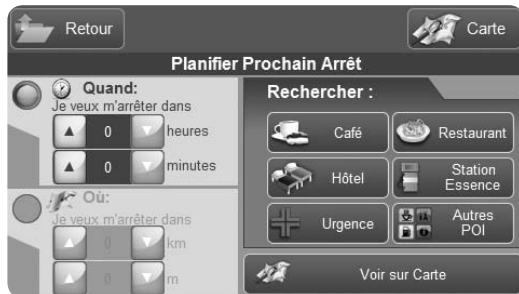 Retour
Carte
Planifier Prochain Arrêt
Quand:
Je veux m'arrêter dans
0 heures
0 minutes
Où:
Je veux m'arrêter dans
0 km
0 m
Rechercher :
Café
Restaurant
Hôtel
Station
Essence
Urgence
Autres
POI
Voir sur Carte